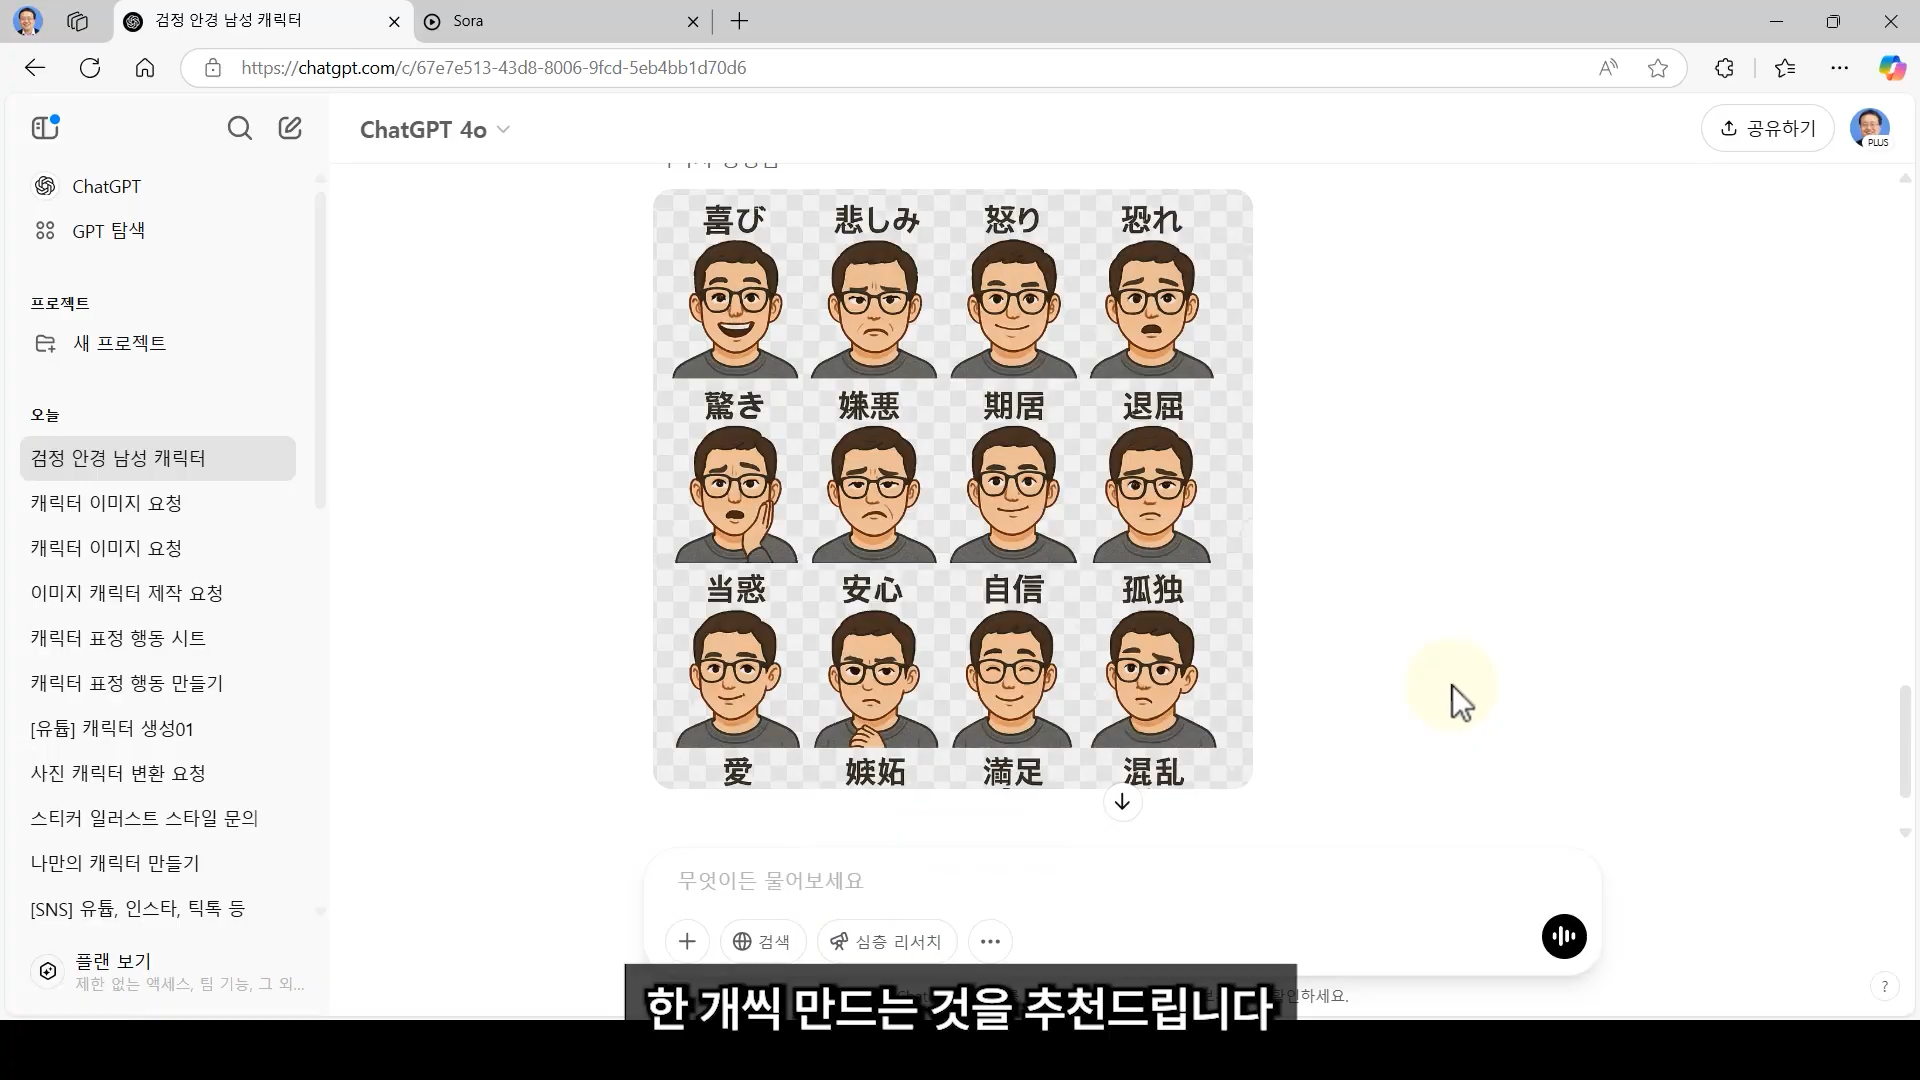 검정 안경 남성 캐릭터
Sora
https://chatgpt.com/c/67e7e513-43d8-8006-9fcd-5eb4bb1d70d6
ChatGPT 4o
공유하기
PLUS
ChatGPT
GPT 탐색
프로젝트
새 프로젝트
오늘
검정 안경 남성 캐릭터
캐릭터 이미지 요청
캐릭터 이미지 요청
이미지 캐릭터 제작 요청
캐릭터 표정 행동 시트
캐릭터 표정 행동 만들기
[유튭] 캐릭터 생성01
사진 캐릭터 변환 요청
스티커 일러스트 스타일 문의
나만의 캐릭터 만들기
[SNS] 유튭, 인스타, 틱톡 등
플랜 보기
제한 없는 액세스, 팀 기능, 그 외...
喜び 悲しみ 怒り 恐れ
驚き 嫌悪 期居 退屈
当惑 安心 自信 孤独
愛 嫉妬 満足 混乱
무엇이든 물어보세요
검색
심층 리서치
확인하세요.
?
한 개씩 만드는 것을 추천드립니다